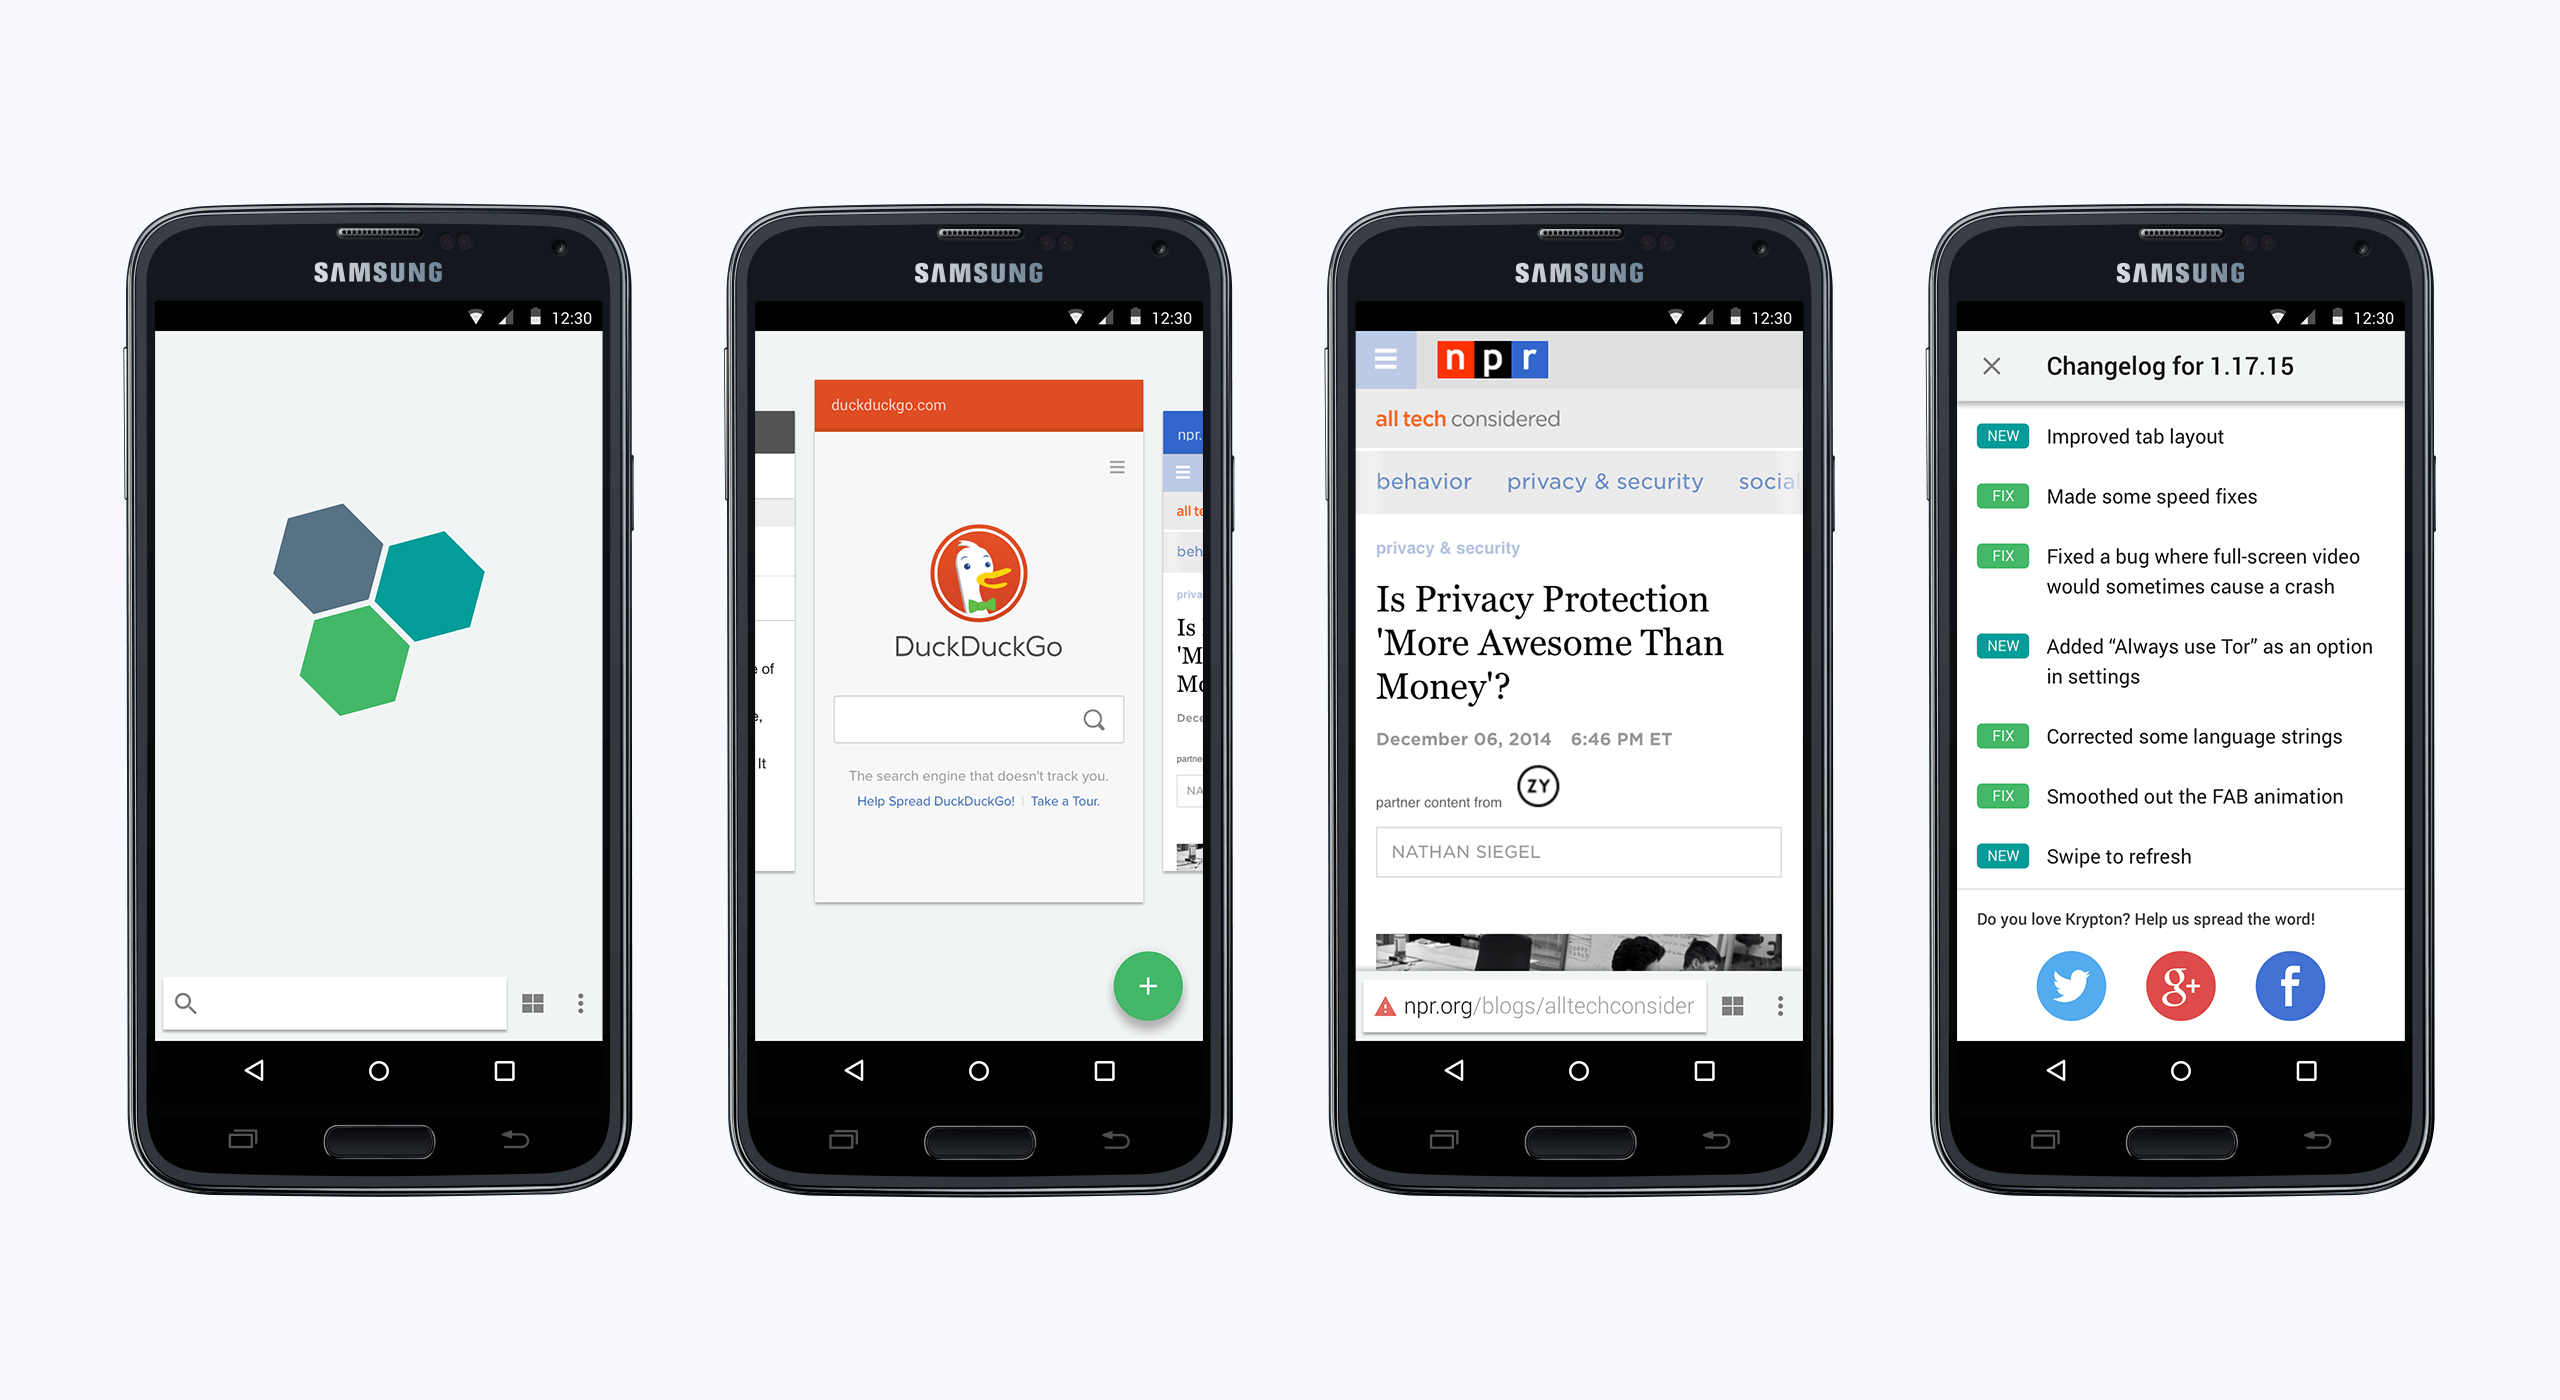 SAMSUNG
12:30
SAMSUNG
12:30
duckduckgo.com
DuckDuckGo
The search engine that doesn't track you.
Help Spread DuckDuckGo! | Take a Tour.
of
It
npr.
all te
beh
priva
Is
'M
Mo
Dece
partne
NA
SAMSUNG
12:30
npr
all tech considered
behavior privacy & security social
privacy & security
Is Privacy Protection
'More Awesome Than
Money'?
December 06, 2014 6:46 PM ET
partner content from ZY
NATHAN SIEGEL
npr.org/blogs/alltechconsider
SAMSUNG
12:30
Changelog for 1.17.15
NEW Improved tab layout
FIX Made some speed fixes
FIX Fixed a bug where full-screen video
would sometimes cause a crash
NEW Added “Always use Tor” as an option
in settings
FIX Corrected some language strings
FIX Smoothed out the FAB animation
NEW Swipe to refresh
Do you love Krypton? Help us spread the word!
g+
f